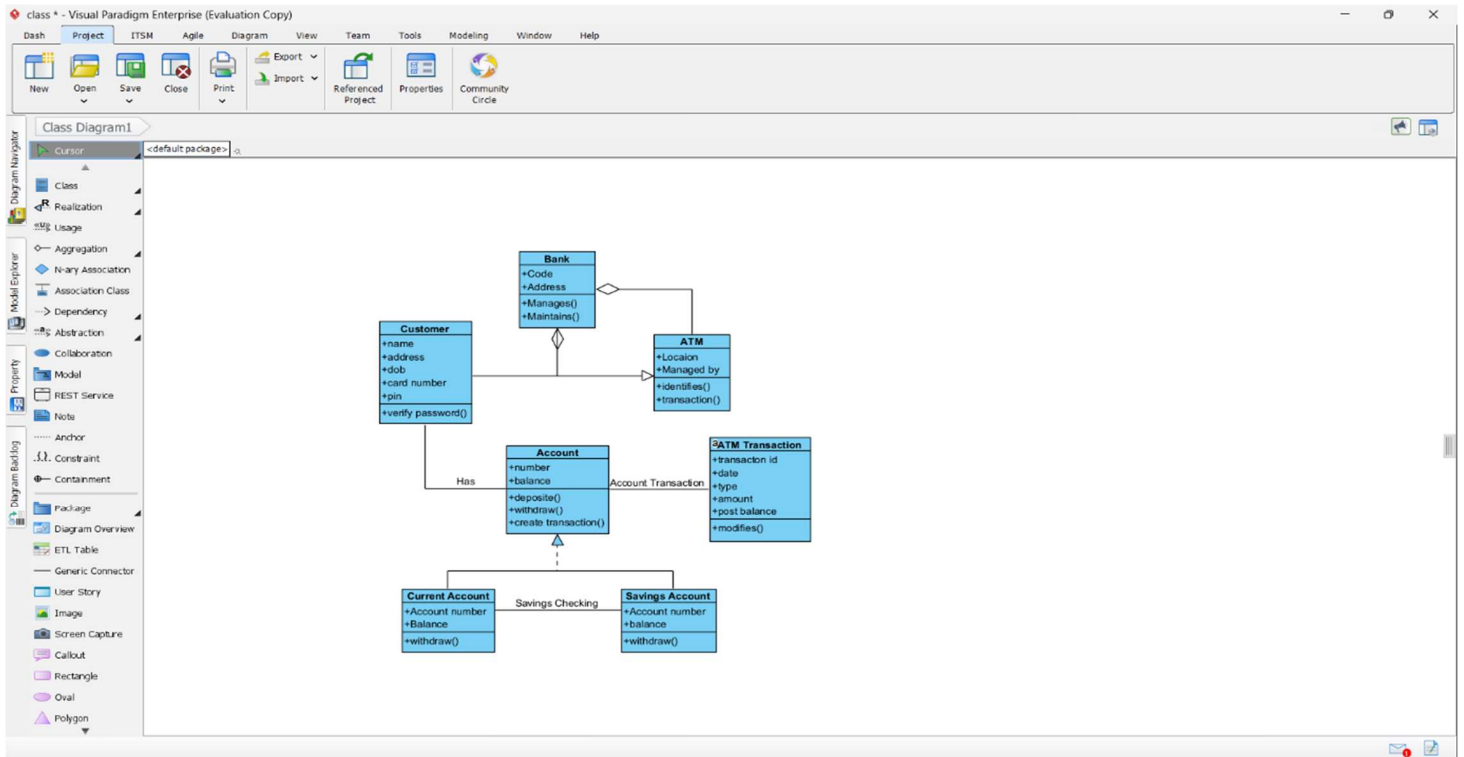 class * - Visual Paradigm Enterprise (Evaluation Copy)
Dash Project ITSM Agile Diagram View Team Tools Modeling Window Help
New Open Save Close Print Export Import Referenced Project Properties Community Circle
Class Diagram1
<default package>
Diagram Navigator
Model Explorer
Property
Diagram Backlog
Cursor
Class
Realization
Usage
Aggregation
N-ary Association
Association Class
Dependency
Abstraction
Collaboration
Model
REST Service
Note
Anchor
Constraint
Containment
Package
Diagram Overview
ETL Table
Generic Connector
User Story
Image
Screen Capture
Callout
Rectangle
Oval
Polygon
Bank
+Code
+Address
+Manages()
+Maintains()
Customer
+name
+address
+dob
+card number
+pin
+verify password()
ATM
+Locaion
+Managed by
+identifies()
+transaction()
Has
Account
+number
+balance
+deposite()
+withdraw()
+create transaction()
Account Transaction
ATM Transaction
+transacton id
+date
+type
+amount
+post balance
+modifies()
Current Account
+Account number
+Balance
+withdraw()
Savings Checking
Savings Account
+Account number
+balance
+withdraw()